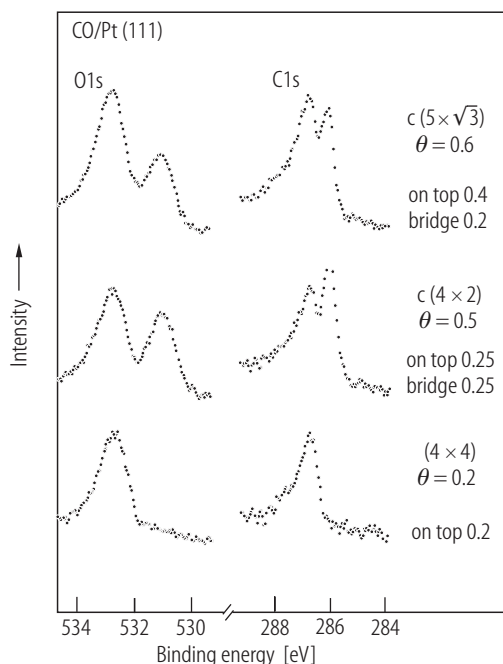 CO/Pt (111)
O1s
C1s
c (5 × √3)
θ = 0.6
on top 0.4
bridge 0.2
c (4 × 2)
θ = 0.5
on top 0.25
bridge 0.25
(4 × 4)
θ = 0.2
on top 0.2
Intensity
534 532 530 288 286 284
Binding energy [eV]